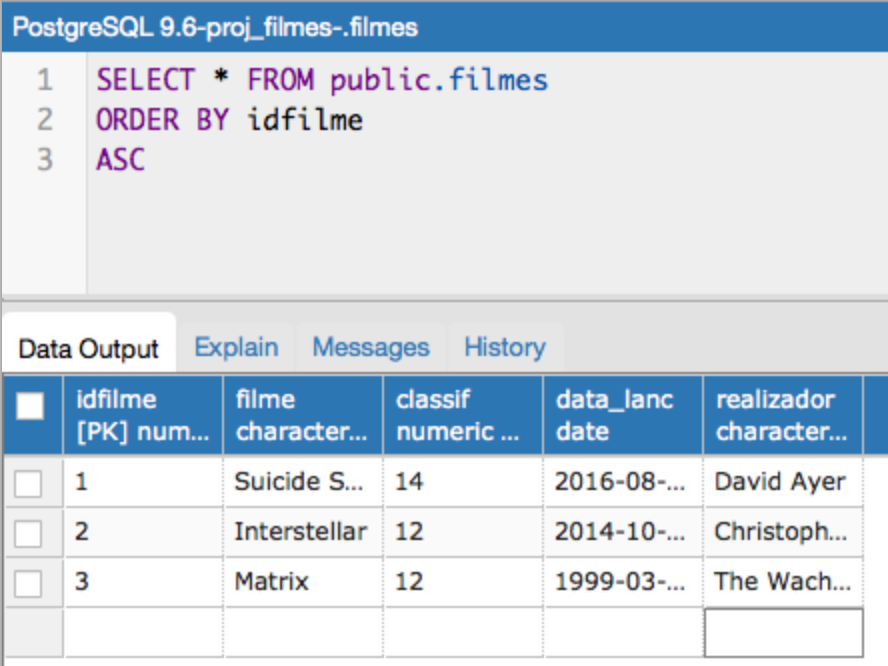 PostgreSQL 9.6-proj_filmes-.filmes
1 SELECT * FROM public.filmes
2 ORDER BY idfilme
3 ASC
Data Output Explain Messages History
idfilme filme classif data_lanc realizador
[PK] num... character... numeric ... date character...
1 Suicide S... 14 2016-08-... David Ayer
2 Interstellar 12 2014-10-... Christoph...
3 Matrix 12 1999-03-... The Wach...